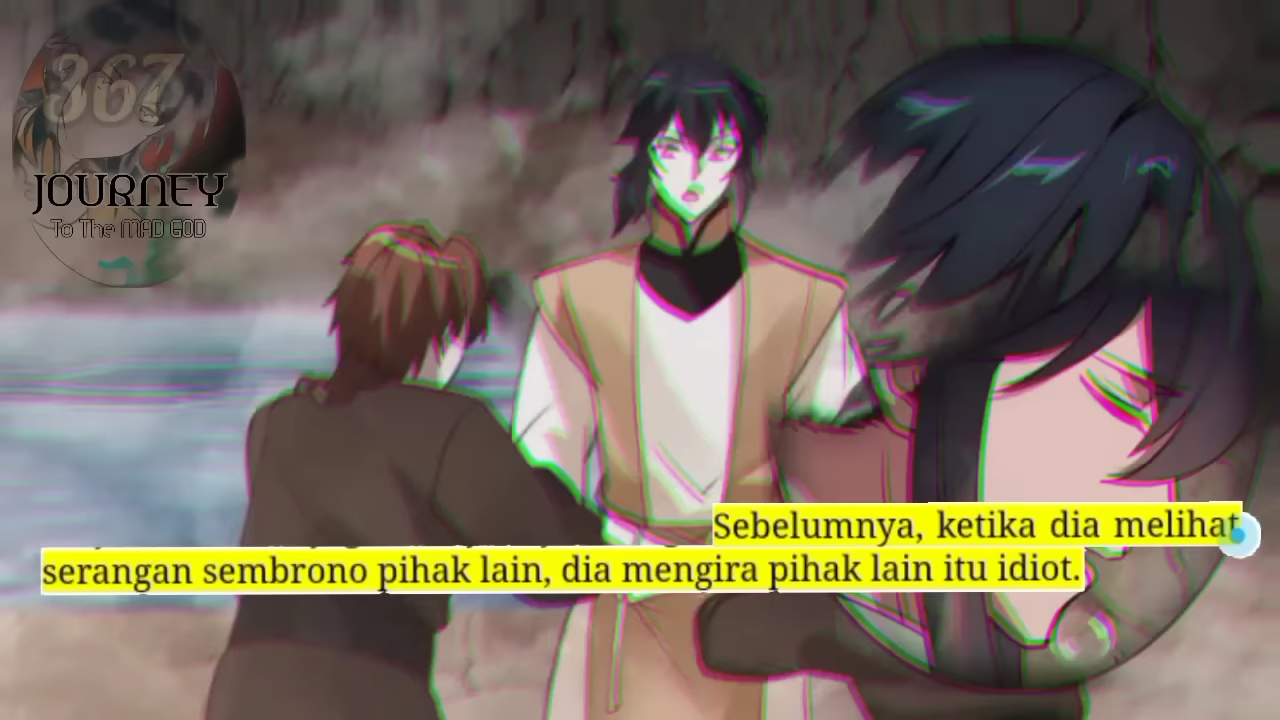 367
JOURNEY
To The MAD GOD
Sebelumnya, ketika dia melihat
serangan sembrono pihak lain, dia mengira pihak lain itu idiot.